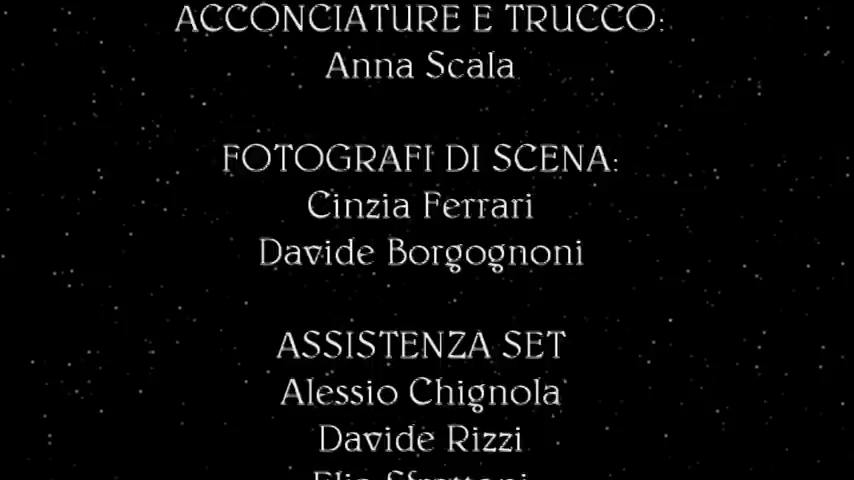 ACCONCIATURE E TRUCCO:
Anna Scala
FOTOGRAFI DI SCENA:
Cinzia Ferrari
Davide Borgognoni
ASSISTENZA SET
Alessio Chignola
Davide Rizzi